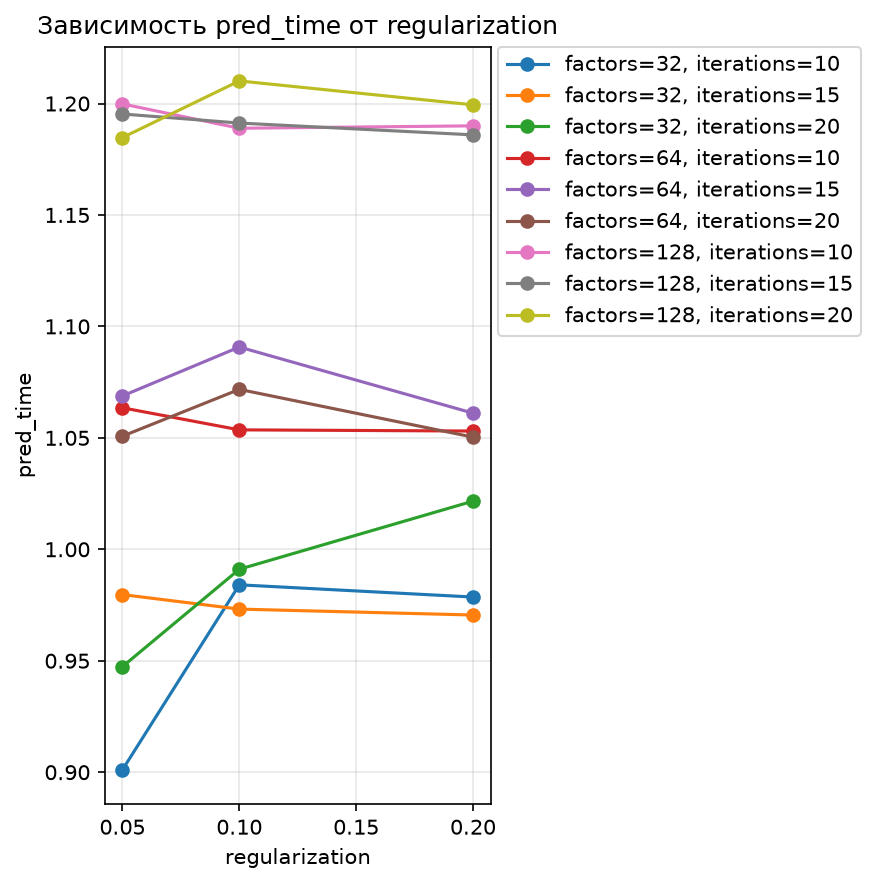 Зависимость pred_time от regularization
pred_time
1.20
1.15
1.10
1.05
1.00
0.95
0.90
0.05
0.10
0.15
0.20
regularization
factors=32, iterations=10
factors=32, iterations=15
factors=32, iterations=20
factors=64, iterations=10
factors=64, iterations=15
factors=64, iterations=20
factors=128, iterations=10
factors=128, iterations=15
factors=128, iterations=20